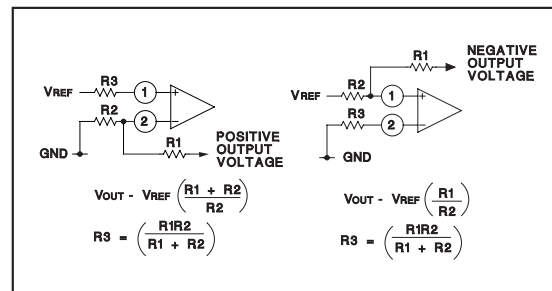 R3
VREF
1
+
R2
2
–
GND
R1
POSITIVE
OUTPUT
VOLTAGE
VOUT - VREF (R1 + R2 / R2)
R3 = (R1R2 / R1 + R2)
R1
NEGATIVE
OUTPUT
VOLTAGE
R2
VREF
1
+
R3
2
–
GND
VOUT - VREF (R1 / R2)
R3 = (R1R2 / R1 + R2)